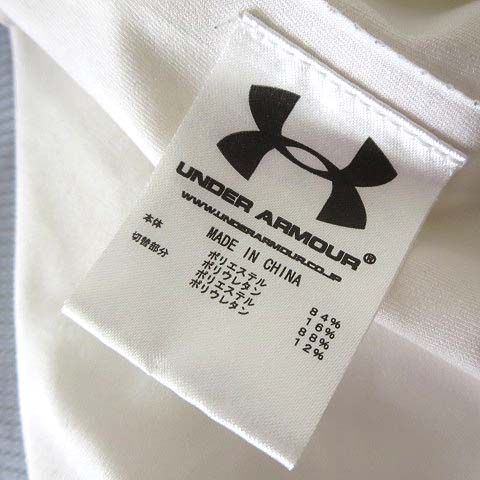 UNDER ARMOUR®
WWW.UNDERARMOUR.CO.JP
MADE IN CHINA
本体 ポリエステル 84%
ポリウレタン 16%
切替部分 ポリエステル 88%
ポリウレタン 12%